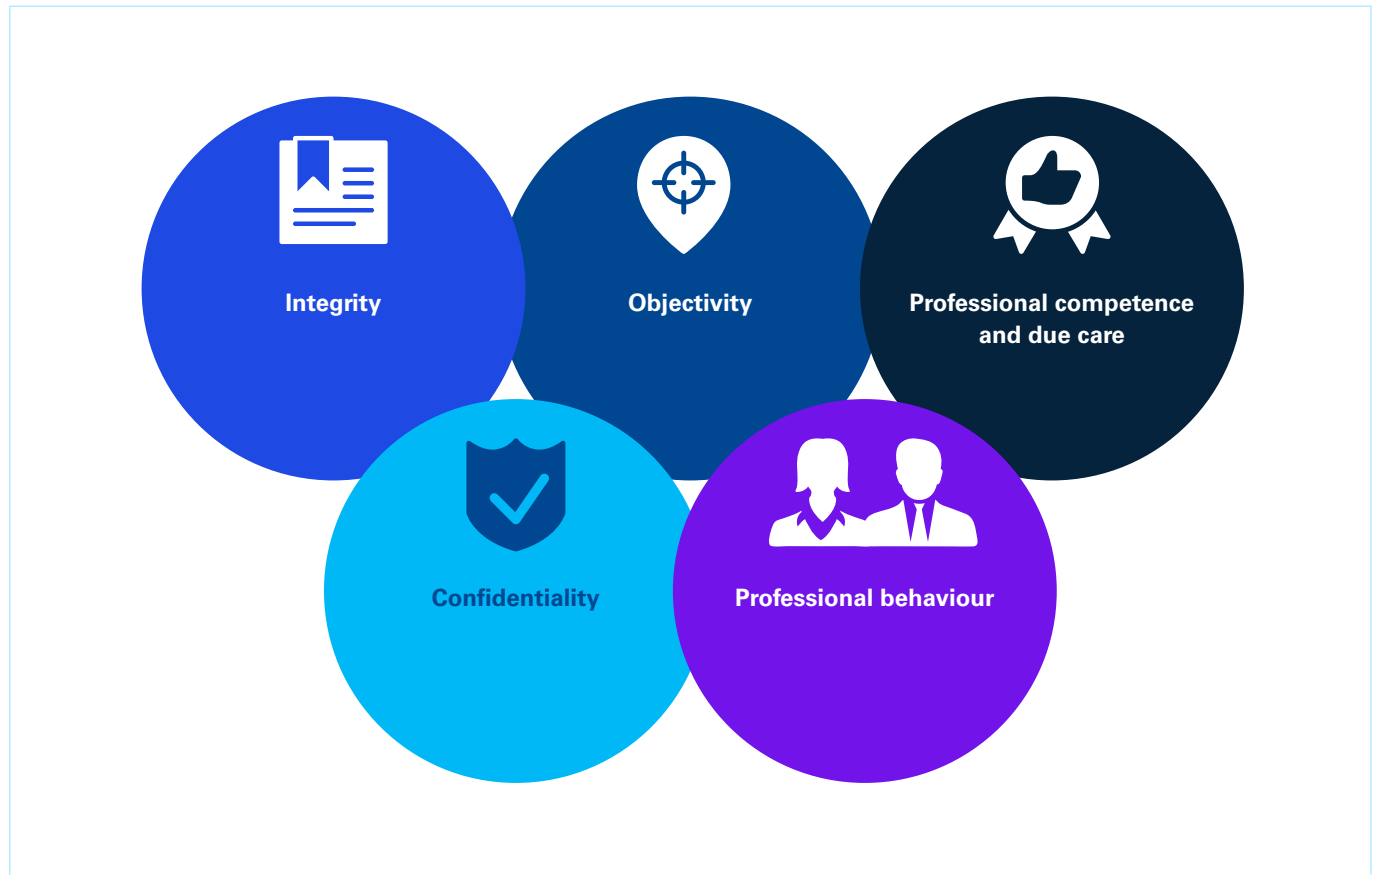 Integrity
Objectivity
Professional competence
and due care
Confidentiality
Professional behaviour